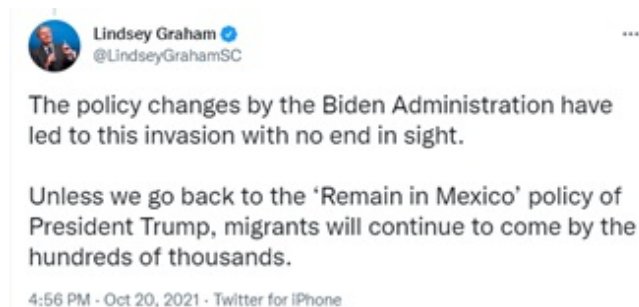 Lindsey Graham
@LindseyGrahamSC
The policy changes by the Biden Administration have
led to this invasion with no end in sight.
Unless we go back to the ‘Remain in Mexico’ policy of
President Trump, migrants will continue to come by the
hundreds of thousands.
4:56 PM · Oct 20, 2021 · Twitter for iPhone